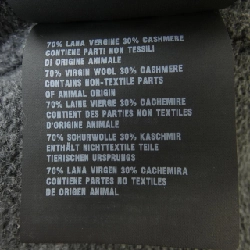 70% LANA VERGINE 30% CASHMERE
CONTIENE PARTI NON TESSILI
DI ORIGINE ANIMALE
70% VIRGIN WOOL 30% CASHMERE
CONTAINS NON-TEXTILE PARTS
OF ANIMAL ORIGIN
70% LAINE VIERGE 30% CACHEMIRE
CONTIENT DES PARTIES NON TEXTILES
D'ORIGINE ANIMALE
70% SCHURWOLLE 30% KASCHMIR
ENTHÄLT NICHTTEXTILE TEILE
TIERISCHEN URSPRUNGS
70% LANA VIRGEN 30% CACHEMIRA
CONTIENE PARTES NO TEXTILES
DE ORIGEN ANIMAL